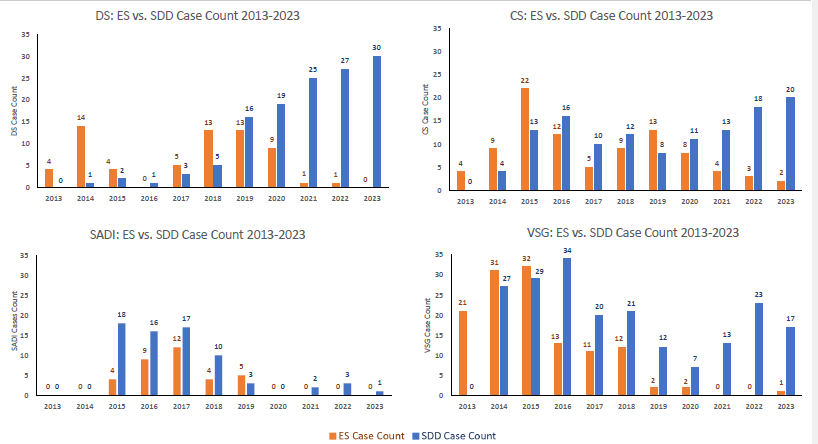 DS: ES vs. SDD Case Count 2013-2023
DS Case Count
35
30
25
20
15
10
5
0
4 0 14 1 4 2 0 1 5 3 13 5 13 16 9 19 1 25 1 27 0 30
2013 2014 2015 2016 2017 2018 2019 2020 2021 2022 2023
CS: ES vs. SDD Case Count 2013-2023
CS Case Count
35
30
25
20
15
10
5
0
4 0 9 4 22 13 12 16 5 10 9 12 13 8 8 11 4 13 3 18 2 20
2013 2014 2015 2016 2017 2018 2019 2020 2021 2022 2023
SADI: ES vs. SDD Case Count 2013-2023
SADI Cases Count
35
30
25
20
15
10
5
0
0 0 0 0 4 18 9 16 12 17 4 10 5 3 0 0 0 2 0 3 0 1
2013 2014 2015 2016 2017 2018 2019 2020 2021 2022 2023
VSG: ES vs. SDD Case Count 2013-2023
VSG Case Count
35
30
25
20
15
10
5
0
21 0 31 27 32 29 13 34 11 20 12 21 2 12 2 7 0 13 0 23 1 17
2013 2014 2015 2016 2017 2018 2019 2020 2021 2022 2023
ES Case Count SDD Case Count